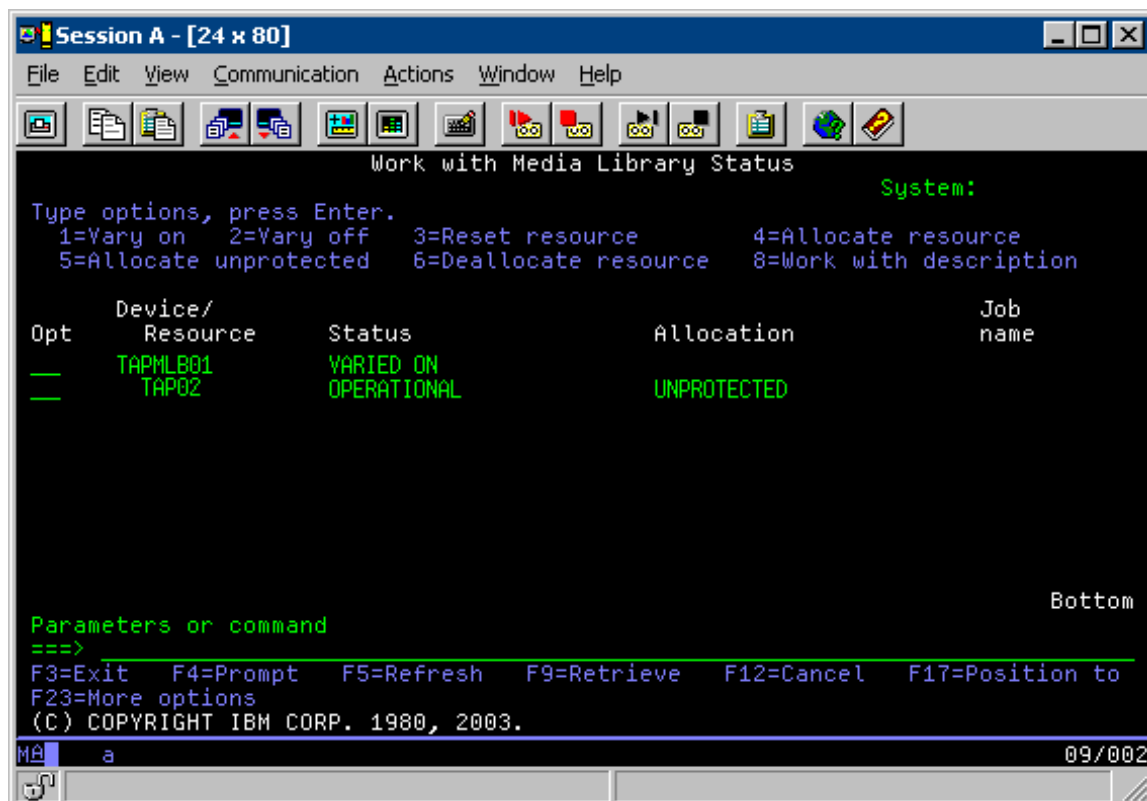 Session A - [24 x 80]
File Edit View Communication Actions Window Help
Work with Media Library Status
System:
Type options, press Enter.
1=Vary on 2=Vary off 3=Reset resource 4=Allocate resource
5=Allocate unprotected 6=Deallocate resource 8=Work with description
Device/ Job
Opt Resource Status Allocation name
__ TAPMLB01 VARIED ON
__ TAP02 OPERATIONAL UNPROTECTED
Bottom
Parameters or command
===>
F3=Exit F4=Prompt F5=Refresh F9=Retrieve F12=Cancel F17=Position to
F23=More options
(C) COPYRIGHT IBM CORP. 1980, 2003.
MA a 09/002